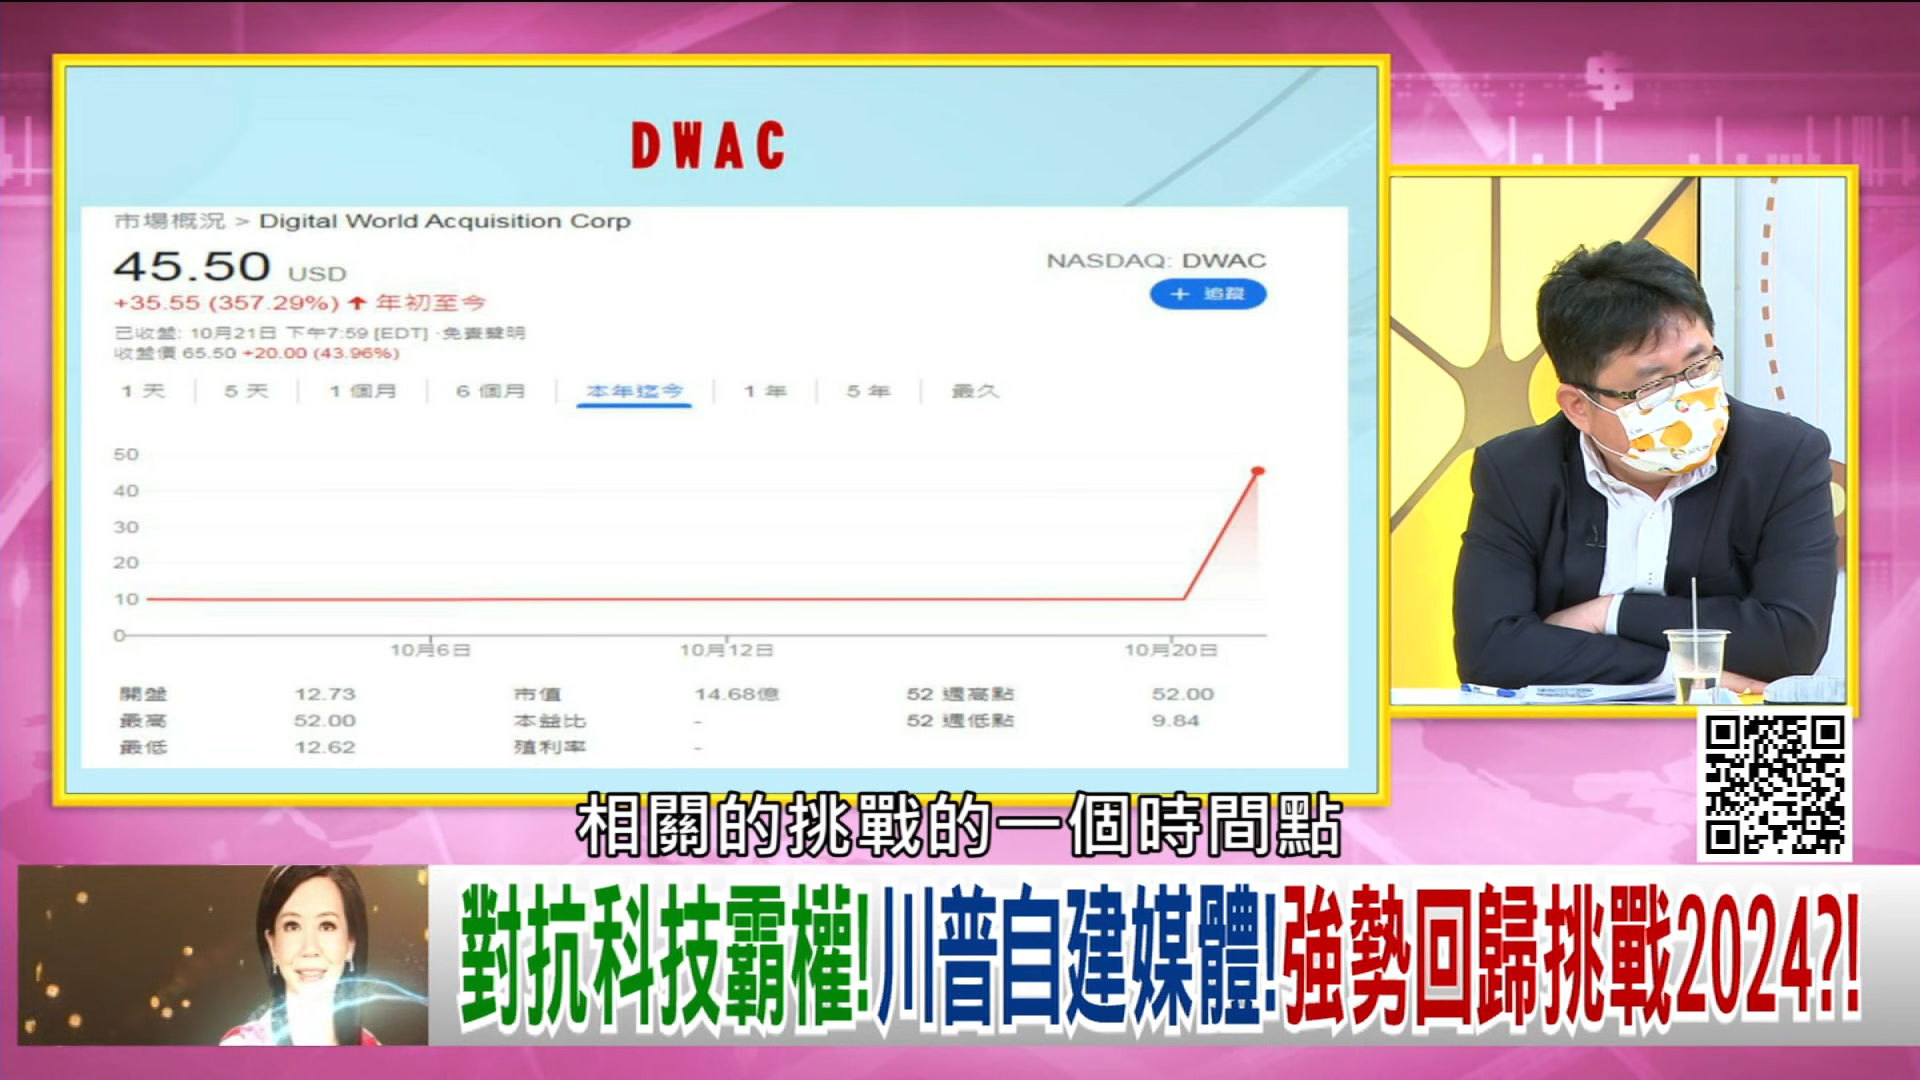 DWAC
市場概況 > Digital World Acquisition Corp
45.50 USD
NASDAQ: DWAC
+35.55 (357.29%) ↑ 年初至今
+ 追蹤
已收盤: 10月21日 下午7:59 [EDT] · 免責聲明
收盤價 65.50 +20.00 (43.96%)
1 天 5 天 1 個月 6 個月 本年迄今 1 年 5 年 最久
50
40
30
20
10
0
10月6日 10月12日 10月20日
開盤 12.73 市值 14.68億 52 週高點 52.00
最高 52.00 本益比 - 52 週低點 9.84
最低 12.62 殖利率 -
相關的挑戰的一個時間點
對抗科技霸權!川普自建媒體!強勢回歸挑戰2024?!